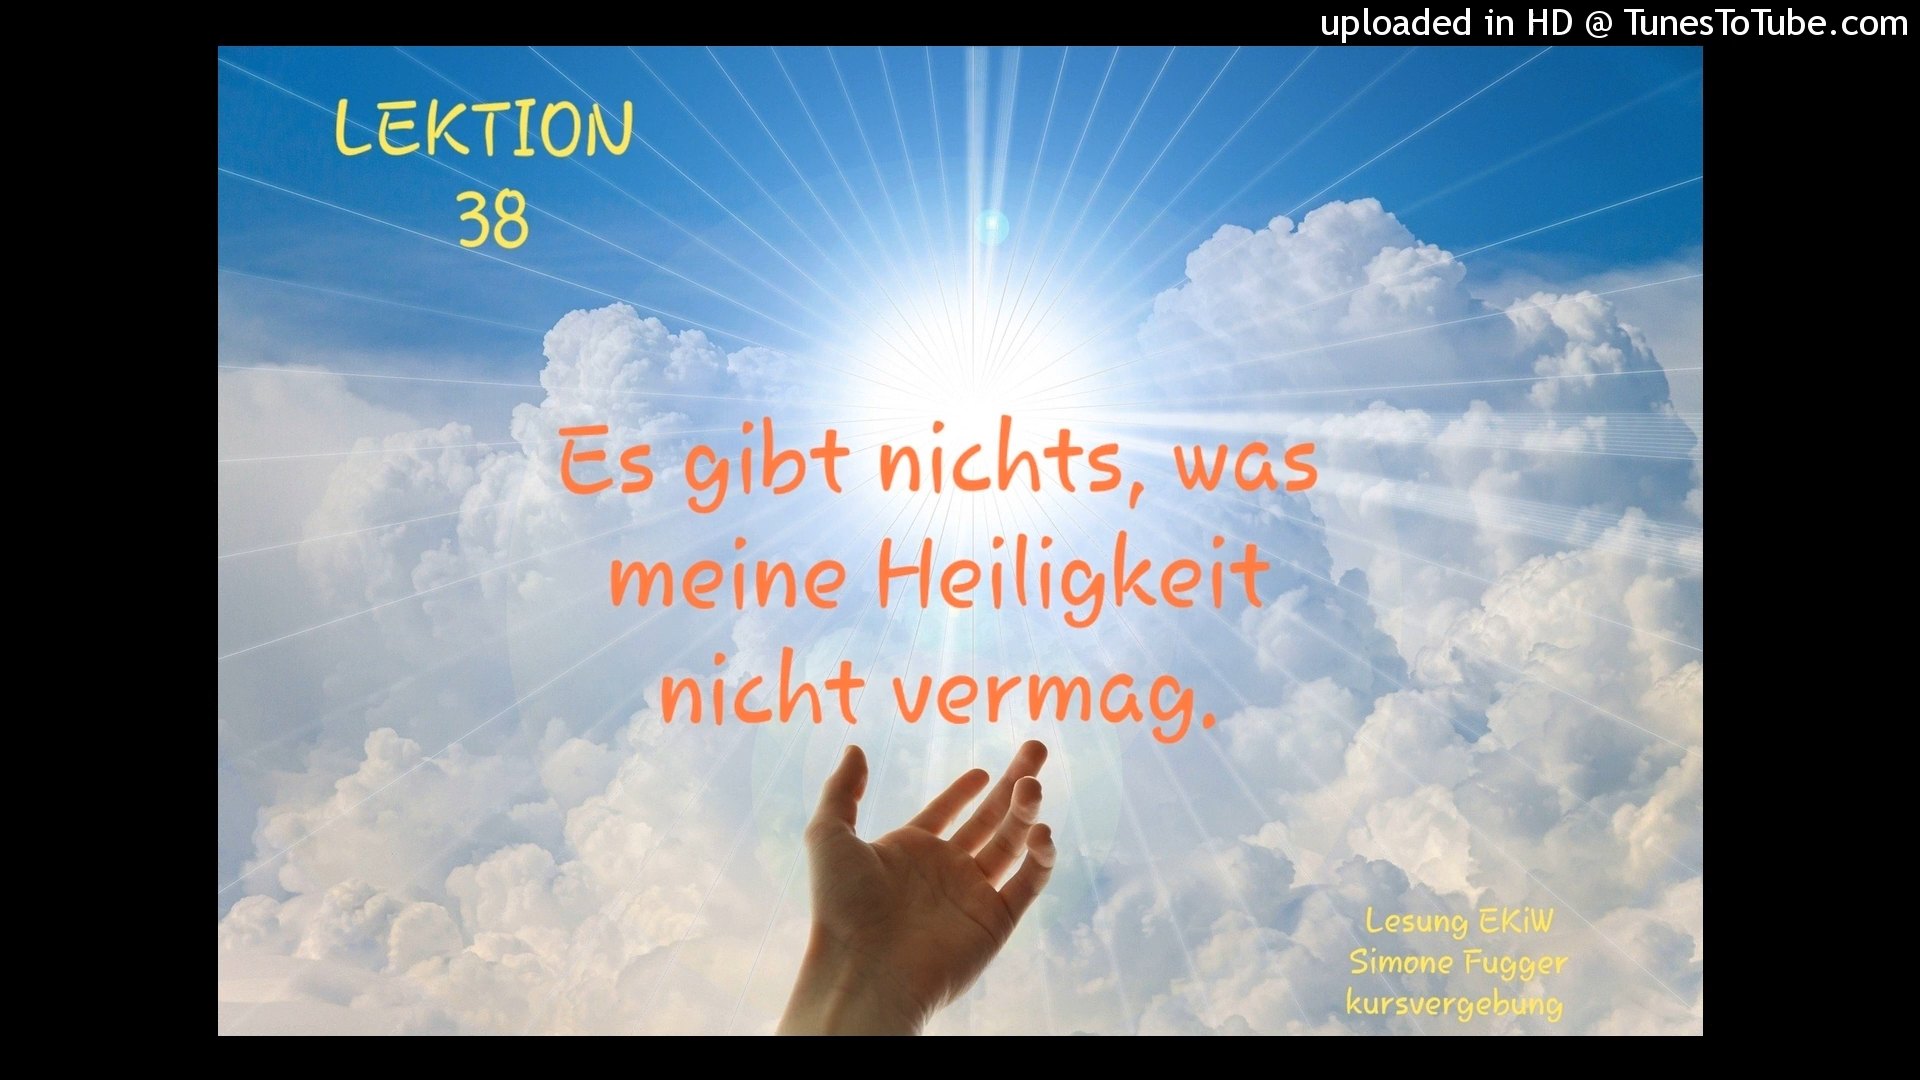 uploaded in HD @ TunesToTube.com
LEKTION
38
Es gibt nichts, was
meine Heiligkeit
nicht vermag.
Lesung EKiW
Simone Fugger
kursvergebung